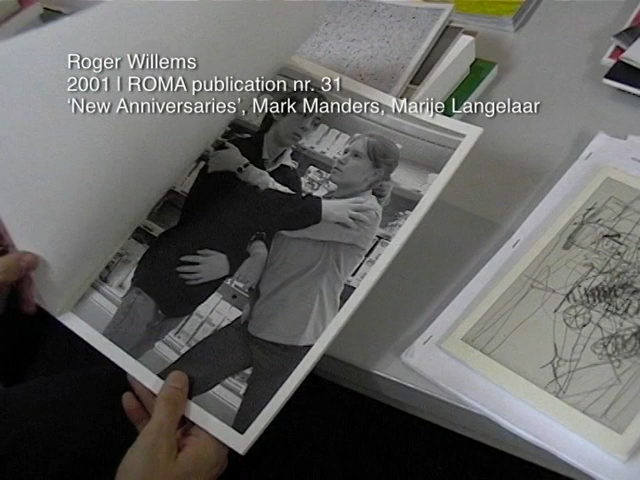 Roger Willems
2001 | ROMA publication nr. 31
‘New Anniversaries’, Mark Manders, Marije Langelaar